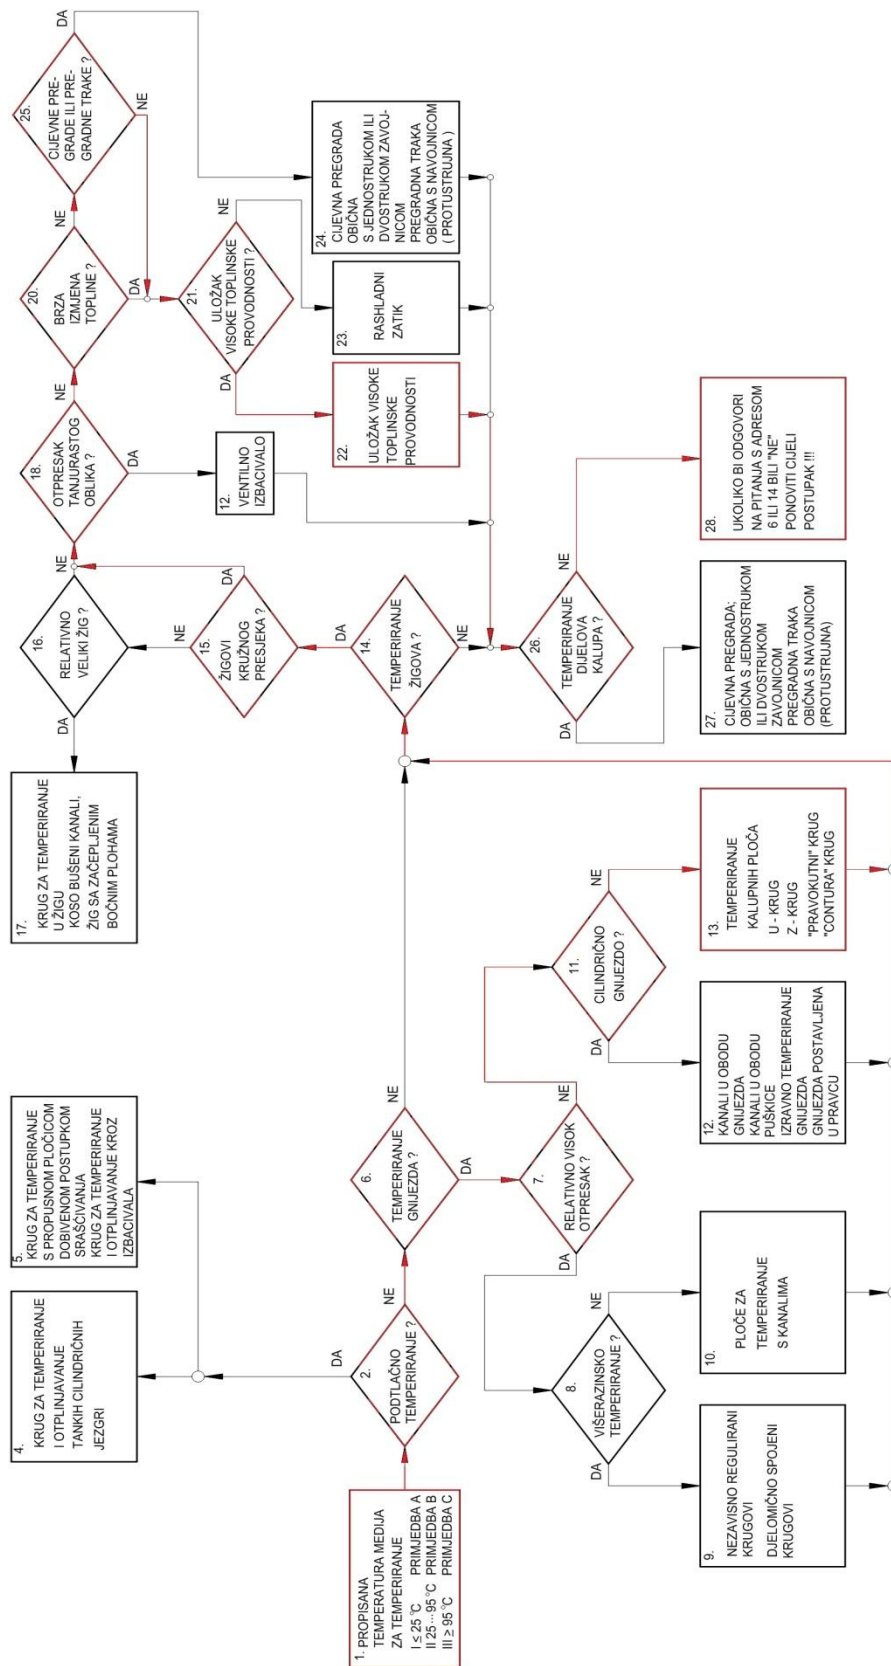 1. PROPISANA
TEMPERATURA MEDIJA
ZA TEMPERIRANJE
I ≤ 25 °C PRIMJEDBA A
II 25 ··· 95 °C PRIMJEDBA B
III ≥ 95 °C PRIMJEDBA C
2.
PODTLAČNO
TEMPERIRANJE ?
DA
NE
4.
KRUG ZA TEMPERIRANJE
I OTPLINJAVANJE
TANKIH CILINDRIČNIH
JEZGRI
5.
KRUG ZA TEMPERIRANJE
S PROPUSNOM PLOČICOM
DOBIVENOM POSTUPKOM
SRAŠĆIVANJA
KRUG ZA TEMPERIRANJE
I OTPLINJAVANJE KROZ
IZBACIVALA
6.
TEMPERIRANJE
GNIJEZDA ?
NE
DA
7.
RELATIVNO VISOK
OTPRESAK ?
DA
NE
8.
VIŠERAZINSKO
TEMPERIRANJE ?
DA
NE
9.
NEZAVISNO REGULIRANI
KRUGOVI
DJELOMIČNO SPOJENI
KRUGOVI
10.
PLOČE ZA
TEMPERIRANJE
S KANALIMA
11.
CILINDRIČNO
GNIJEZDO ?
DA
NE
12.
KANALI U OBODU
GNIJEZDA
KANALI U OBODU
PUŠKICE
IZRAVNO TEMPERIRANJE
GNIJEZDA
GNIJEZDA POSTAVLJENA
U PRAVCU
13.
TEMPERIRANJE
KALUPNIH PLOČA
U - KRUG
Z - KRUG
"PRAVOKUTNI" KRUG
"CONTURA" KRUG
14.
TEMPERIRANJE
ŽIGOVA ?
DA
NE
15.
ŽIGOVI
KRUŽNOG
PRESJEKA ?
NE
DA
16.
RELATIVNO
VELIKI ŽIG ?
DA
NE
17.
KRUG ZA TEMPERIRANJE
U ŽIGU
KOSO BUŠENI KANALI,
ŽIG SA ZAČEPLJENIM
BOČNIM PLOHAMA
18.
OTPRESAK
TANJURASTOG
OBLIKA ?
NE
DA
12.
VENTILNO
IZBACIVALO
20.
BRZA
IZMJENA
TOPLINE ?
NE
DA
25.
CIJEVNE PRE-
GRADE ILI PRE-
GRADNE TRAKE ?
DA
NE
21.
ULOŽAK
VISOKE TOPLINSKE
PROVODNOSTI ?
DA
NE
22.
ULOŽAK VISOKE
TOPLINSKE
PROVODNOSTI
23.
RASHLADNI
ZATIK
24.
CIJEVNA PREGRADA
OBIČNA
S JEDNOSTRUKOM ILI
DVOSTRUKOM ZAVOJ-
NICOM
PREGRADNA TRAKA
OBIČNA S NAVOJNICOM
( PROTUSTRUJNA )
26.
TEMPERIRANJE
DIJELOVA
KALUPA ?
DA
NE
27.
CIJEVNA PREGRADA;
OBIČNA S JEDNOSTRUKOM
ILI DVOSTRUKOM
ZAVOJNICOM
PREGRADNA TRAKA
OBIČNA S NAVOJNICOM
(PROTUSTRUJNA)
28.
UKOLIKO BI ODGOVORI
NA PITANJA S ADRESOM
6 ILI 14 BILI "NE"
PONOVITI CIJELI
POSTUPAK !!!